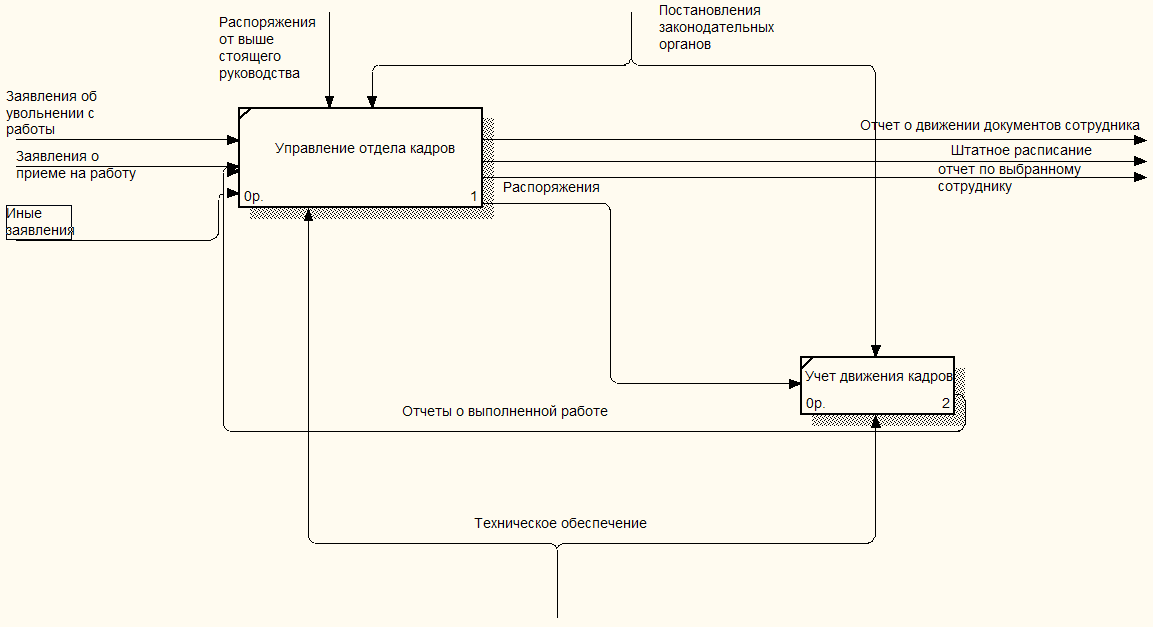 Распоряжения
от выше
стоящего
руководства
Постановления
законодательных
органов
Заявления об
увольнении с
работы
Заявления о
приеме на работу
Иные
заявления
Управление отдела кадров
0р.
1
Отчет о движении документов сотрудника
Штатное расписание
отчет по выбранному
сотруднику
Распоряжения
Учет движения кадров
0р.
2
Отчеты о выполненной работе
Техническое обеспечение